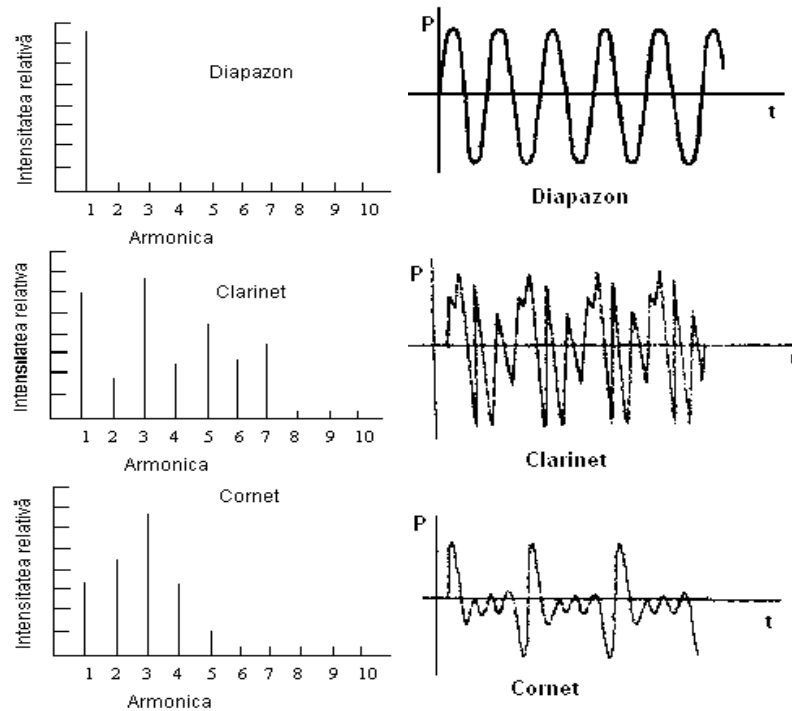 Intensitatea relativă
Diapazon
1 2 3 4 5 6 7 8 9 10
Armonica
P
t
Diapazon
Intensitatea relativa
Clarinet
1 2 3 4 5 6 7 8 9 10
Armonica
P
Clarinet
Intensitatea relativă
Cornet
1 2 3 4 5 6 7 8 9 10
Armonica
P
t
Cornet